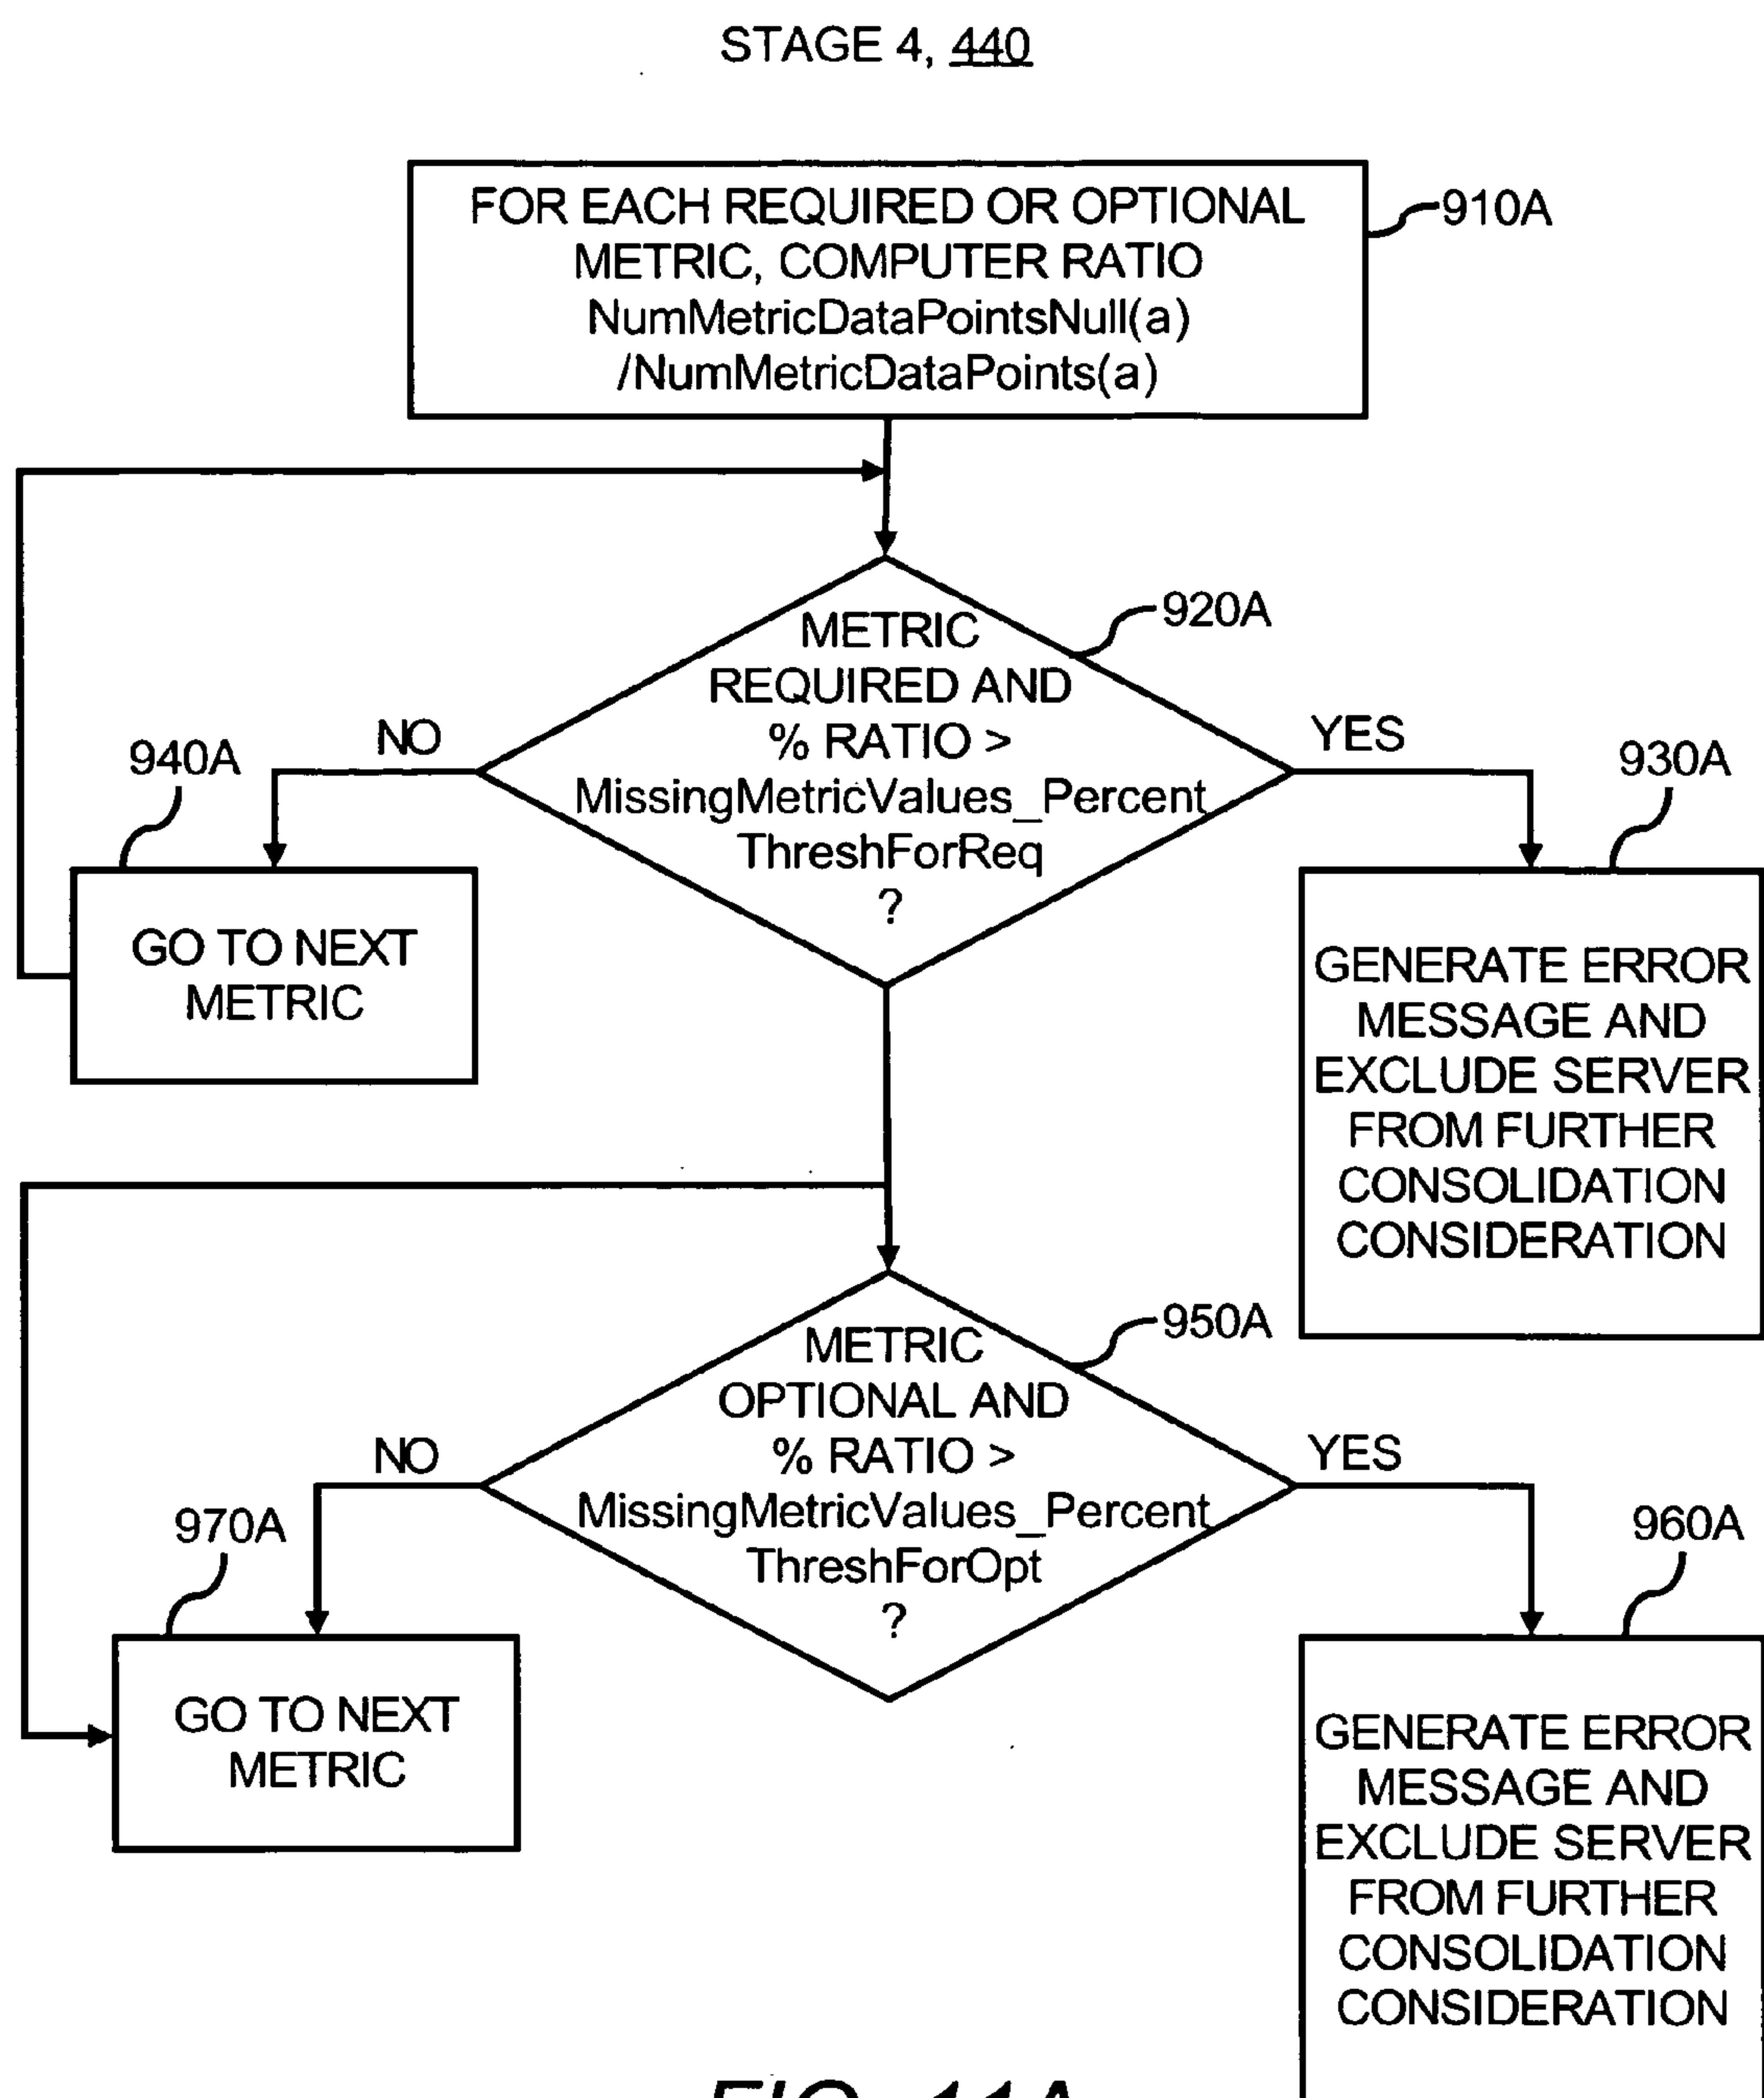 STAGE 4, 440
FOR EACH REQUIRED OR OPTIONAL
METRIC, COMPUTER RATIO
NumMetricDataPointsNull(a)
/NumMetricDataPoints(a)
910A
METRIC
REQUIRED AND
% RATIO >
MissingMetricValues_Percent
ThreshForReq
?
920A
NO
YES
940A
GO TO NEXT
METRIC
930A
GENERATE ERROR
MESSAGE AND
EXCLUDE SERVER
FROM FURTHER
CONSOLIDATION
CONSIDERATION
METRIC
OPTIONAL AND
% RATIO >
MissingMetricValues_Percent
ThreshForOpt
?
950A
NO
YES
970A
GO TO NEXT
METRIC
960A
GENERATE ERROR
MESSAGE AND
EXCLUDE SERVER
FROM FURTHER
CONSOLIDATION
CONSIDERATION
FIG. 11A